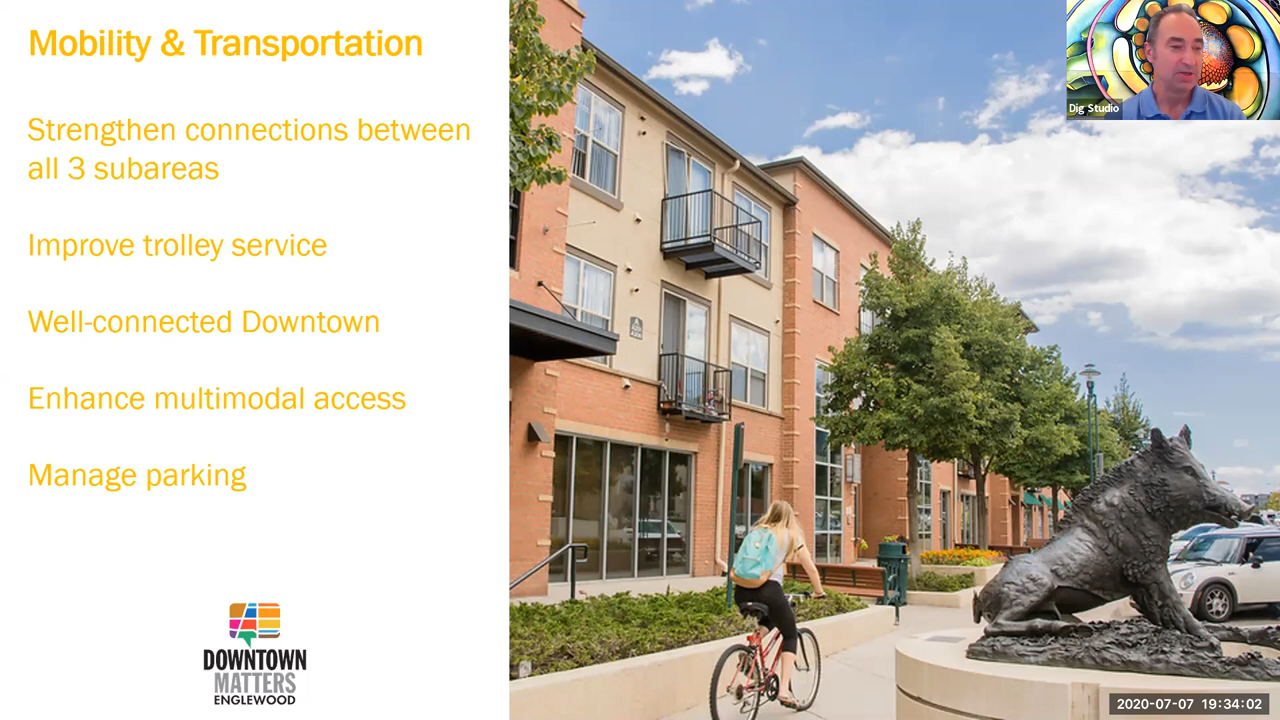 Mobility & Transportation
Strengthen connections between
all 3 subareas
Improve trolley service
Well-connected Downtown
Enhance multimodal access
Manage parking
DOWNTOWN
MATTERS
ENGLEWOOD
Dig Studio
2020-07-07 19:34:02